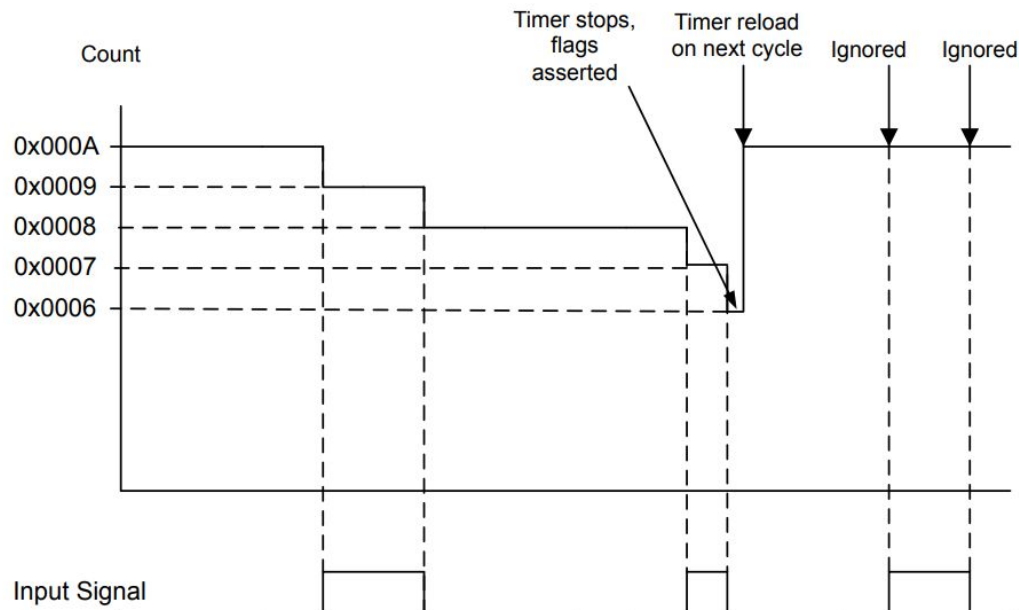 Timer stops,
flags
asserted
Timer reload
on next cycle
Ignored
Ignored
Count
0x000A
0x0009
0x0008
0x0007
0x0006
Input Signal